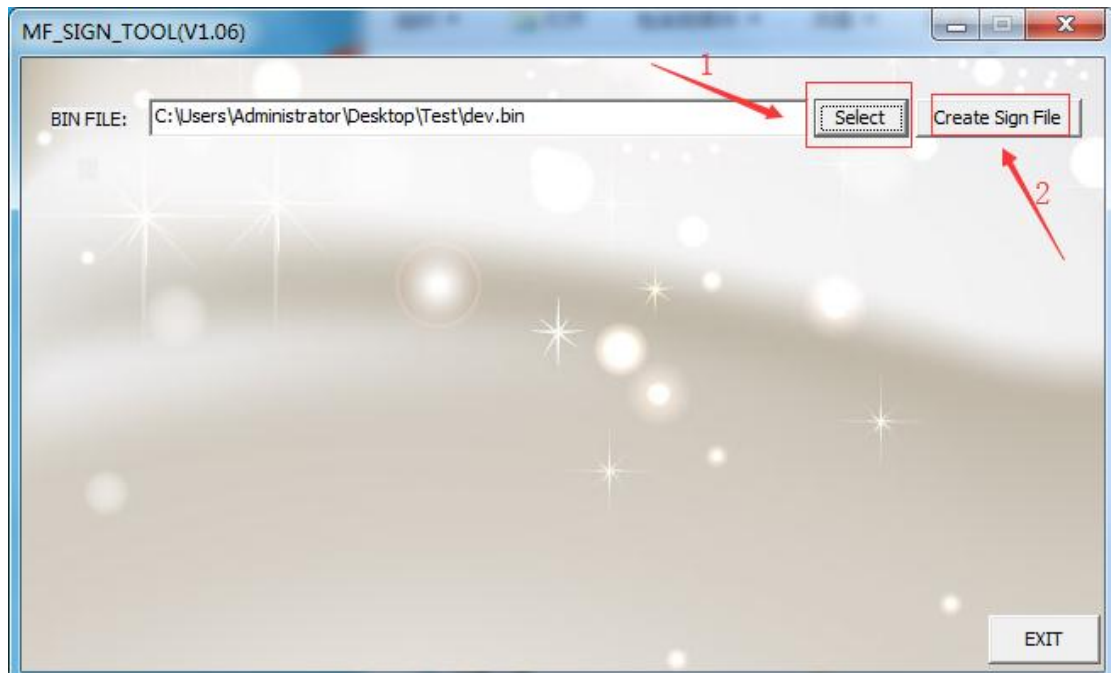 MF_SIGN_TOOL(V1.06)
1
BIN FILE: C:\Users\Administrator\Desktop\Test\dev.bin Select Create Sign File
2
EXIT